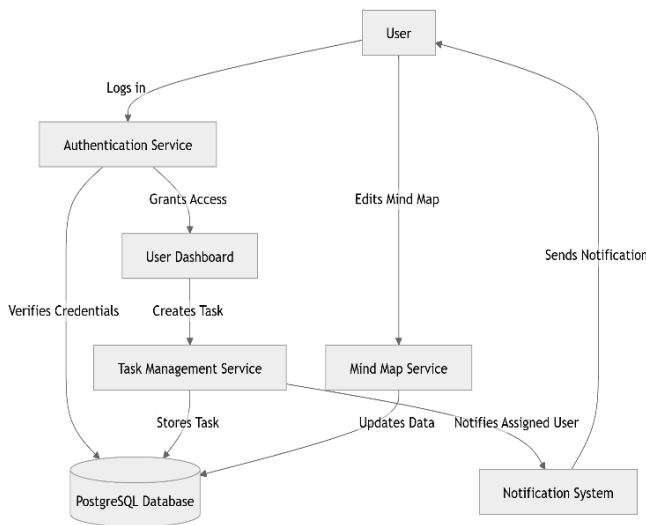 User
Logs in
Authentication Service
Grants Access
Edits Mind Map
User Dashboard
Sends Notification
Verifies Credentials
Creates Task
Task Management Service
Mind Map Service
Stores Task
Updates Data
Notifies Assigned User
PostgreSQL Database
Notification System